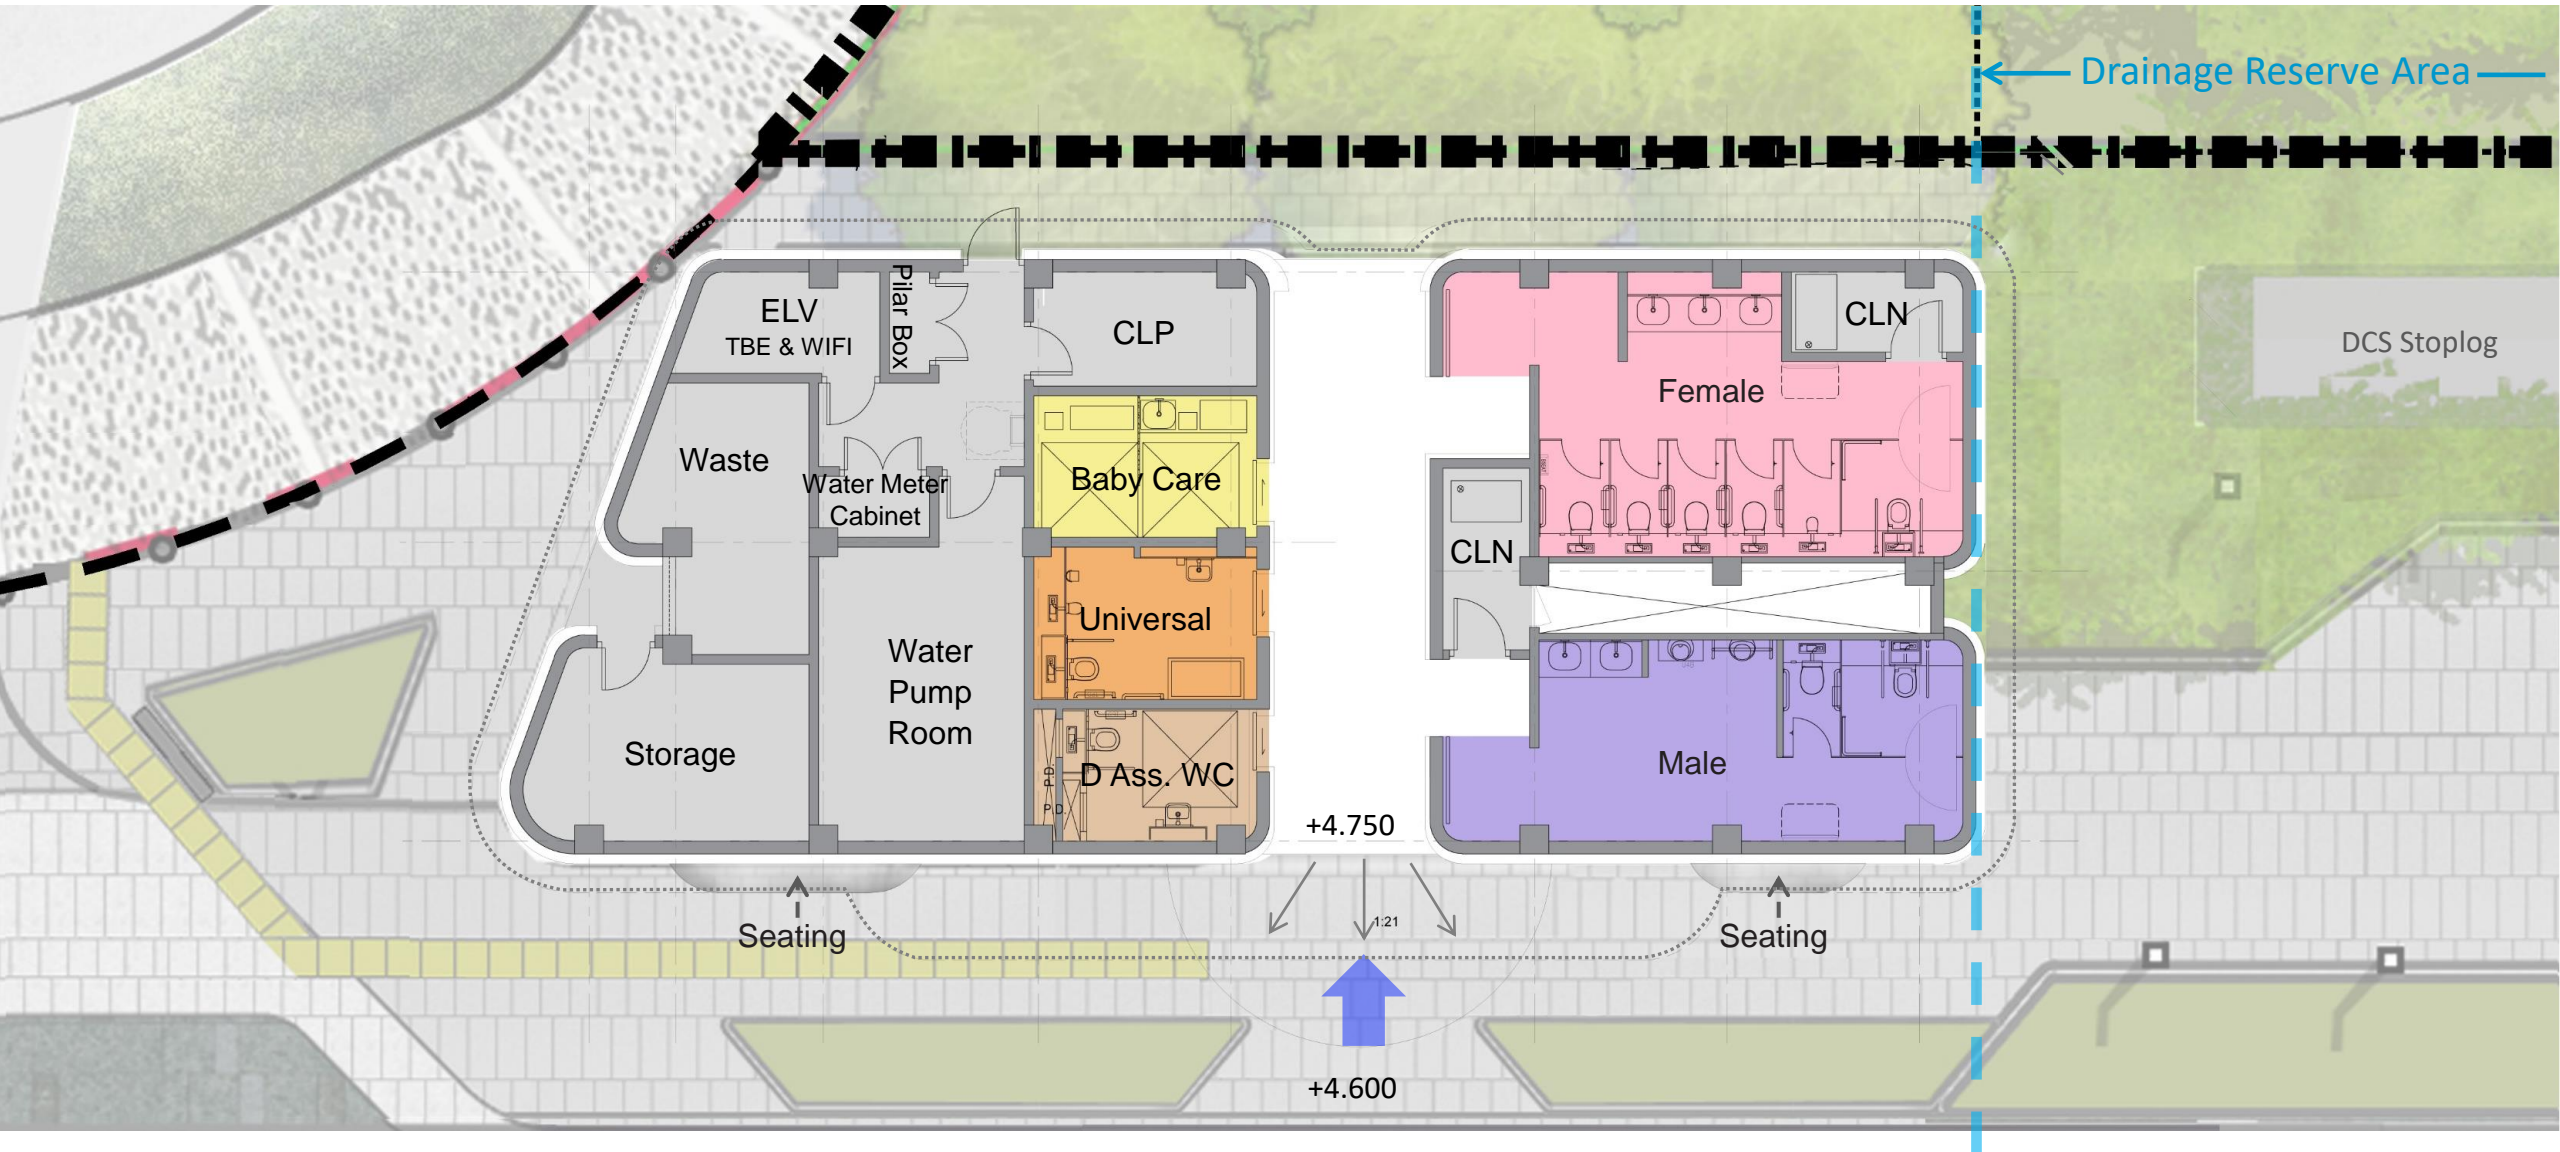 Drainage Reserve Area
ELV
TBE & WIFI
Pilar Box
CLP
CLN
DCS Stoplog
Female
Waste
Baby Care
Water Meter
Cabinet
CLN
Universal
Water
Pump
Room
Storage
P.D.
P.D.
D Ass. WC
Male
+4.750
1:21
Seating
Seating
+4.600